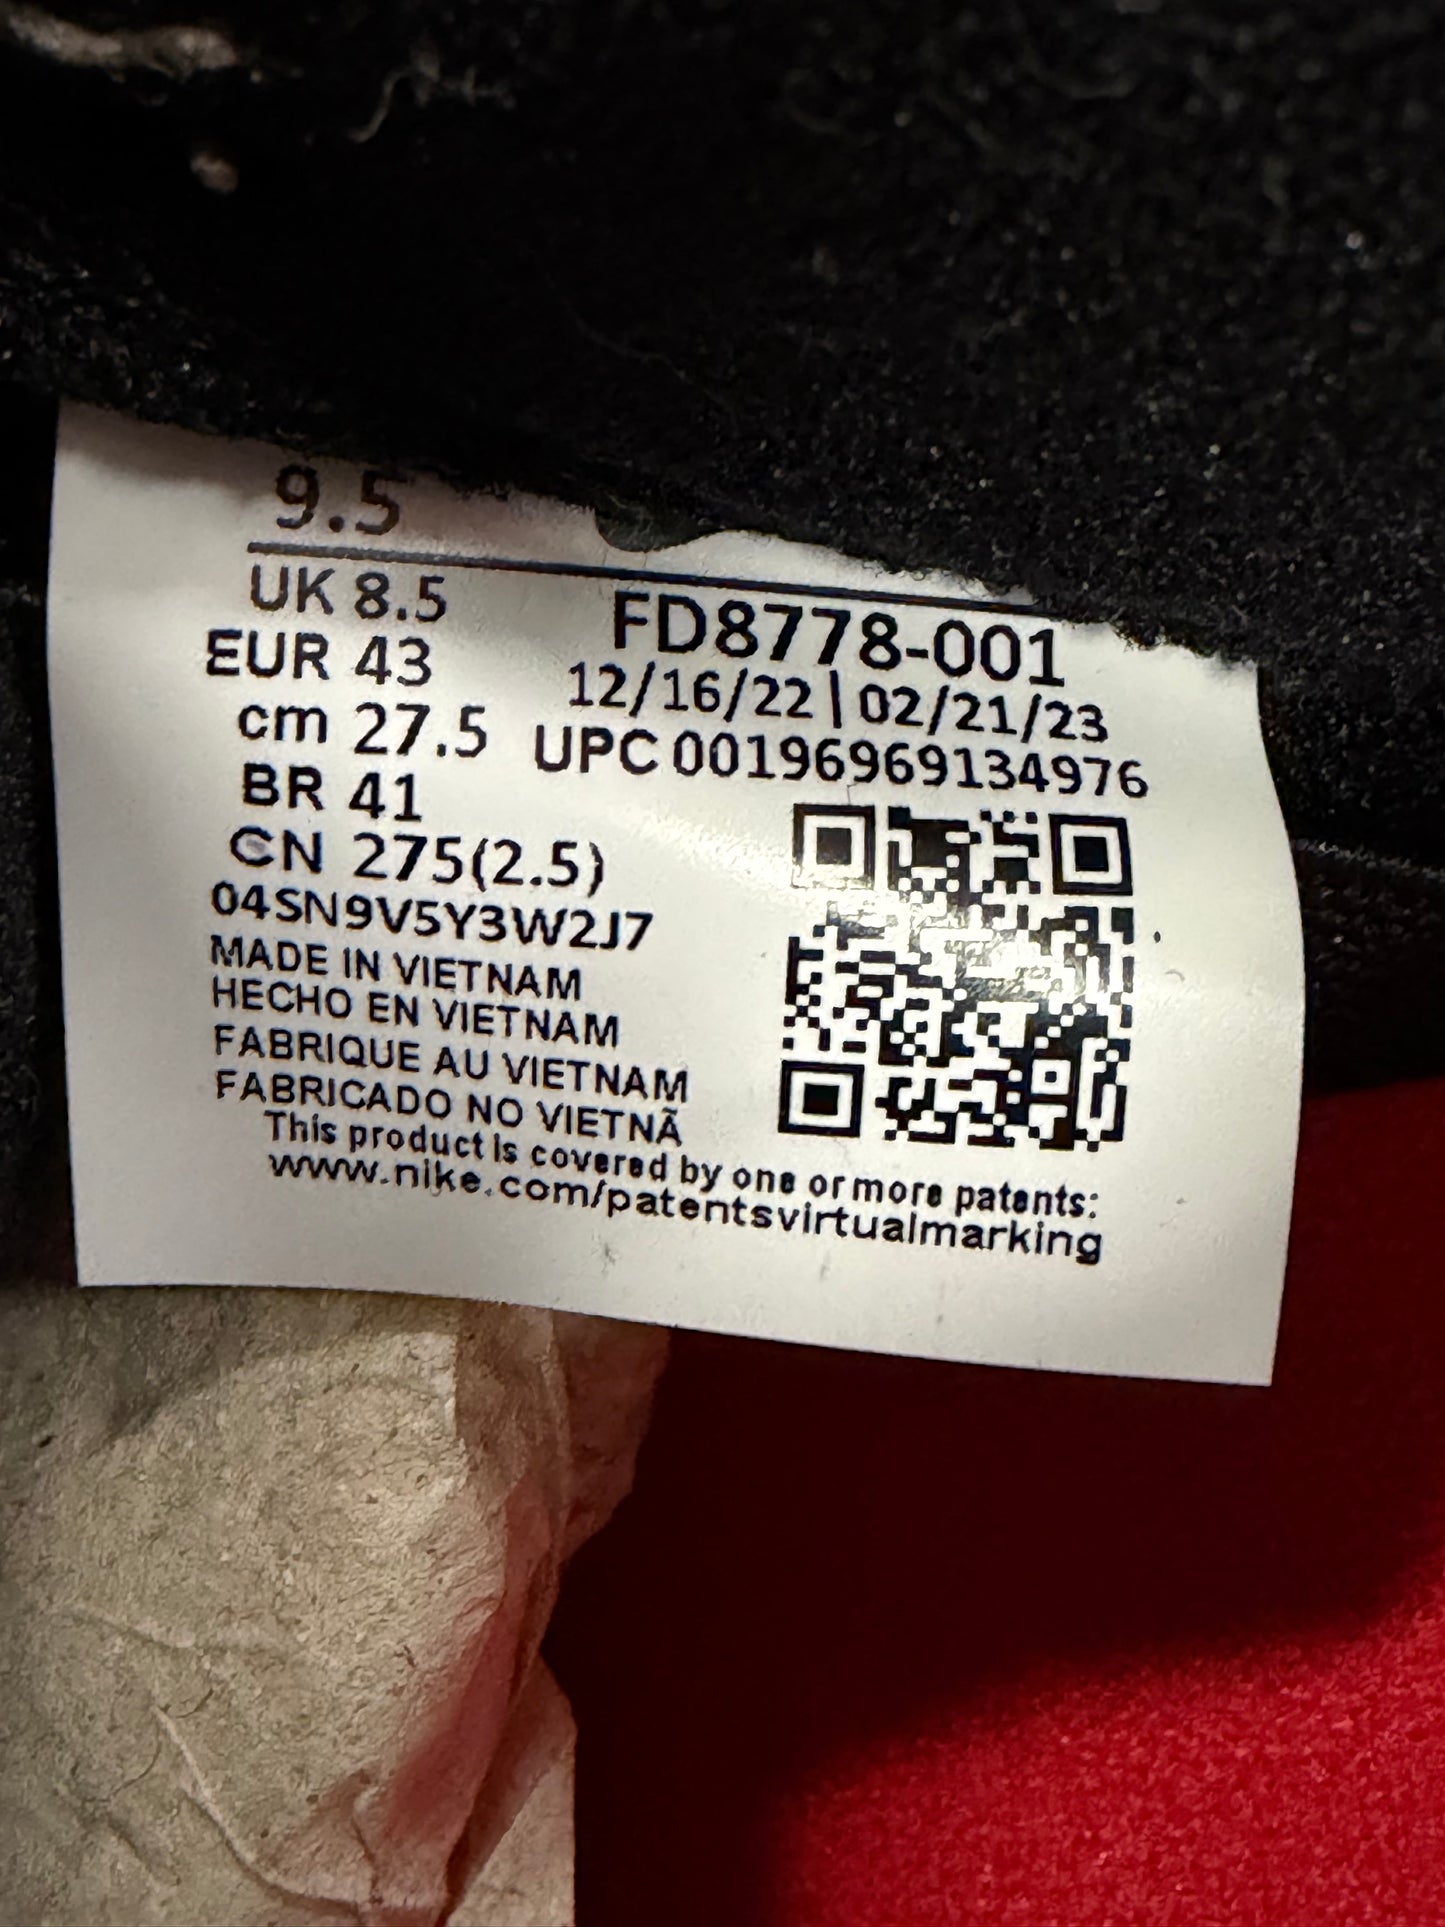 9.5
UK 8.5
EUR 43
cm 27.5
BR 41
CN 275(2.5)
04SN9V5Y3W2J7
MADE IN VIETNAM
HECHO EN VIETNAM
FABRIQUE AU VIETNAM
FABRICADO NO VIETNÃ
FD8778-001
12/16/22 | 02/21/23
UPC 00196969134976
This product is covered by one or more patents:
www.nike.com/patentsvirtualmarking